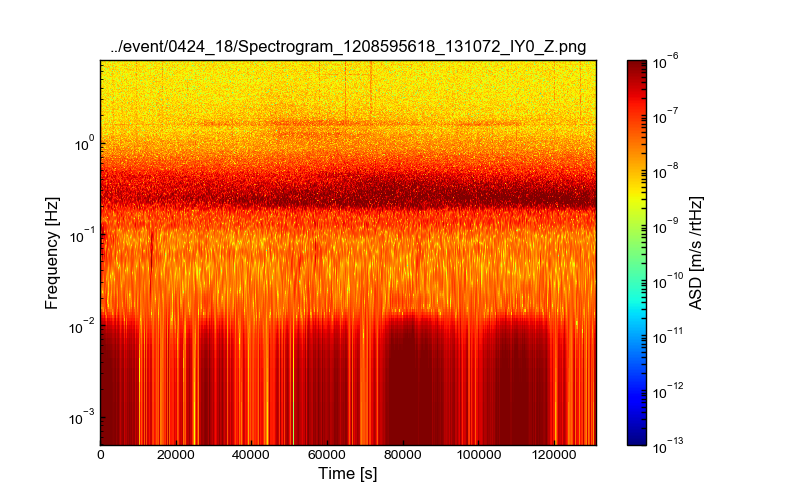 ../event/0424_18/Spectrogram_1208595618_131072_IY0_Z.png
Frequency [Hz]
10⁰
10⁻¹
10⁻²
10⁻³
0 20000 40000 60000 80000 100000 120000
Time [s]
10⁻⁶
10⁻⁷
10⁻⁸
10⁻⁹
10⁻¹⁰
10⁻¹¹
10⁻¹²
10⁻¹³
ASD [m/s /rtHz]